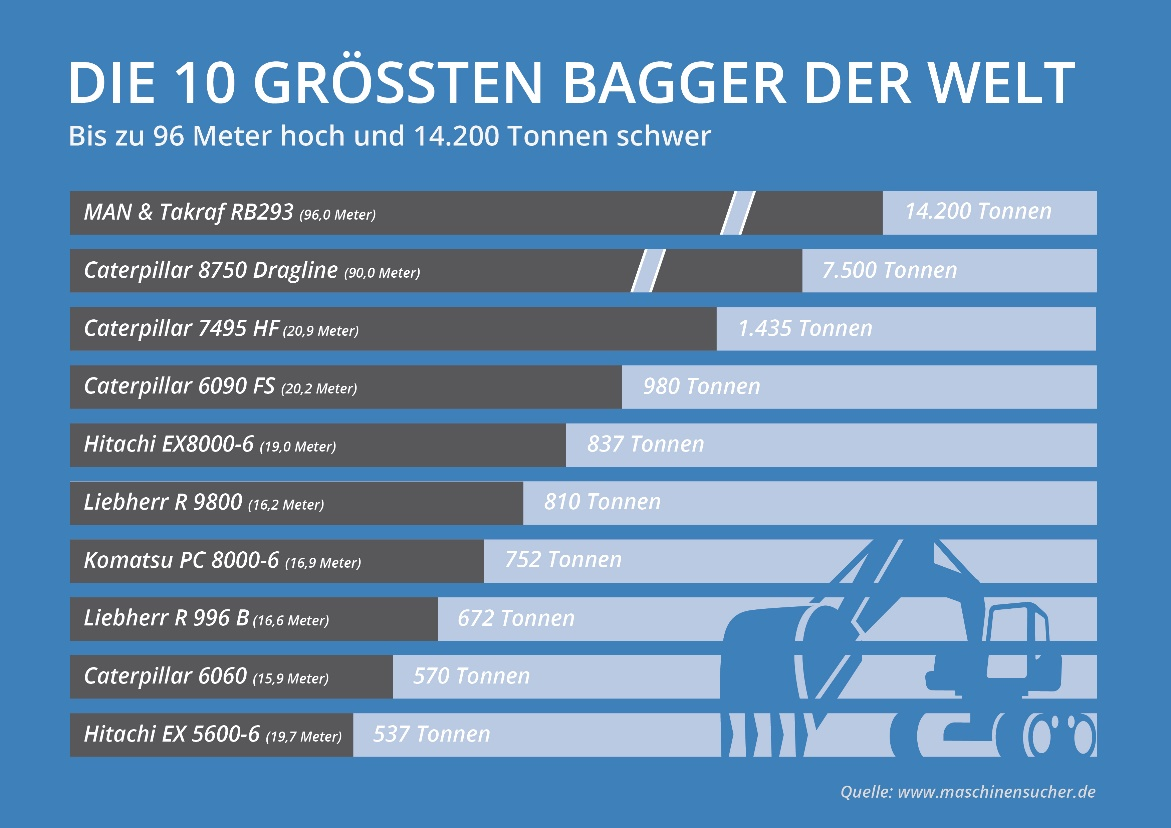 DIE 10 GRÖSSTEN BAGGER DER WELT
Bis zu 96 Meter hoch und 14.200 Tonnen schwer
MAN & Takraf RB293 (96,0 Meter) 14.200 Tonnen
Caterpillar 8750 Dragline (90,0 Meter) 7.500 Tonnen
Caterpillar 7495 HF (20,9 Meter) 1.435 Tonnen
Caterpillar 6090 FS (20,2 Meter) 980 Tonnen
Hitachi EX8000-6 (19,0 Meter) 837 Tonnen
Liebherr R 9800 (16,2 Meter) 810 Tonnen
Komatsu PC 8000-6 (16,9 Meter) 752 Tonnen
Liebherr R 996 B (16,6 Meter) 672 Tonnen
Caterpillar 6060 (15,9 Meter) 570 Tonnen
Hitachi EX 5600-6 (19,7 Meter) 537 Tonnen
Quelle: www.maschinensucher.de